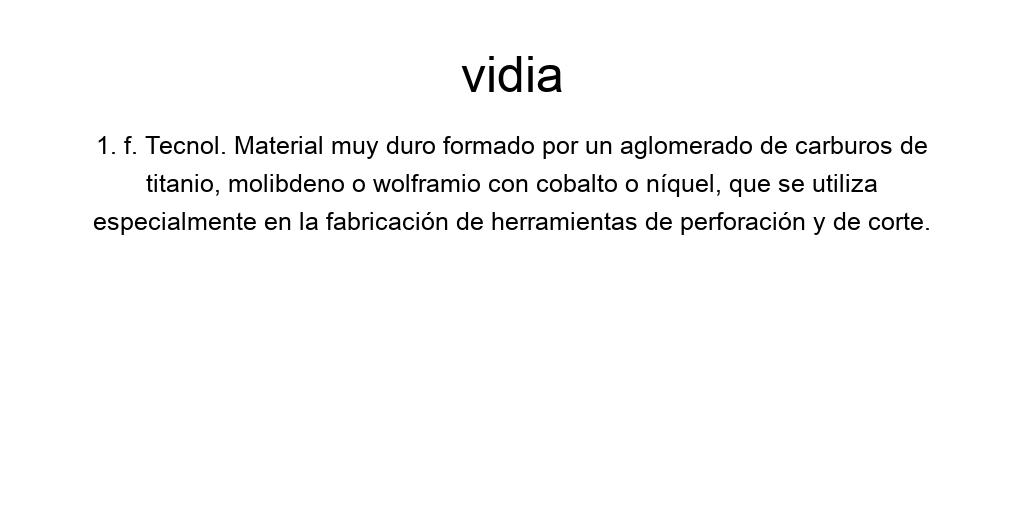 vidia
1. f. Tecnol. Material muy duro formado por un aglomerado de carburos de
titanio, molibdeno o wolframio con cobalto o níquel, que se utiliza
especialmente en la fabricación de herramientas de perforación y de corte.